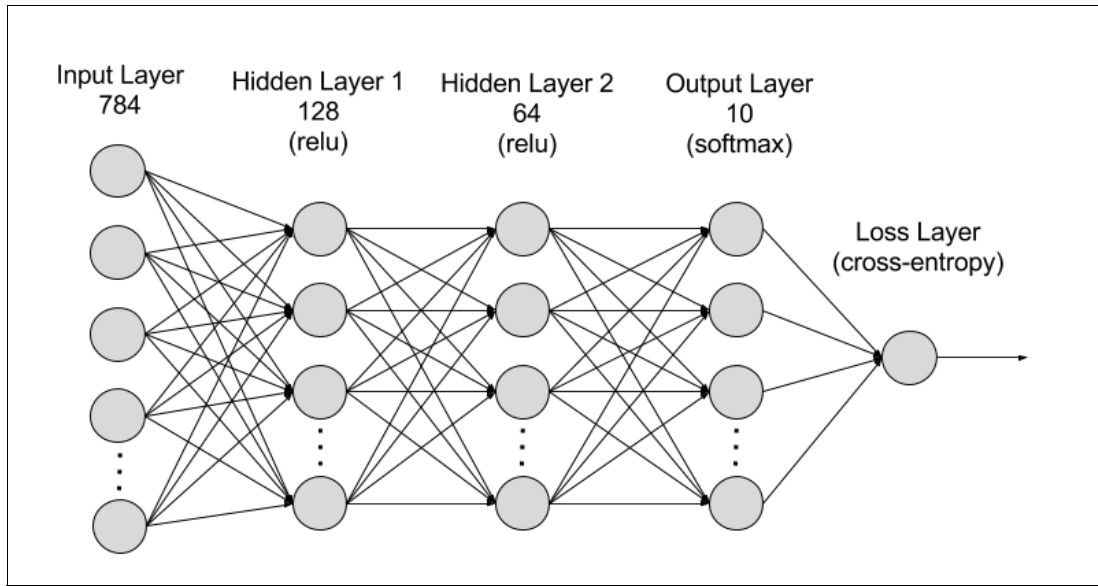 Input Layer
784
Hidden Layer 1
128
(relu)
Hidden Layer 2
64
(relu)
Output Layer
10
(softmax)
Loss Layer
(cross-entropy)